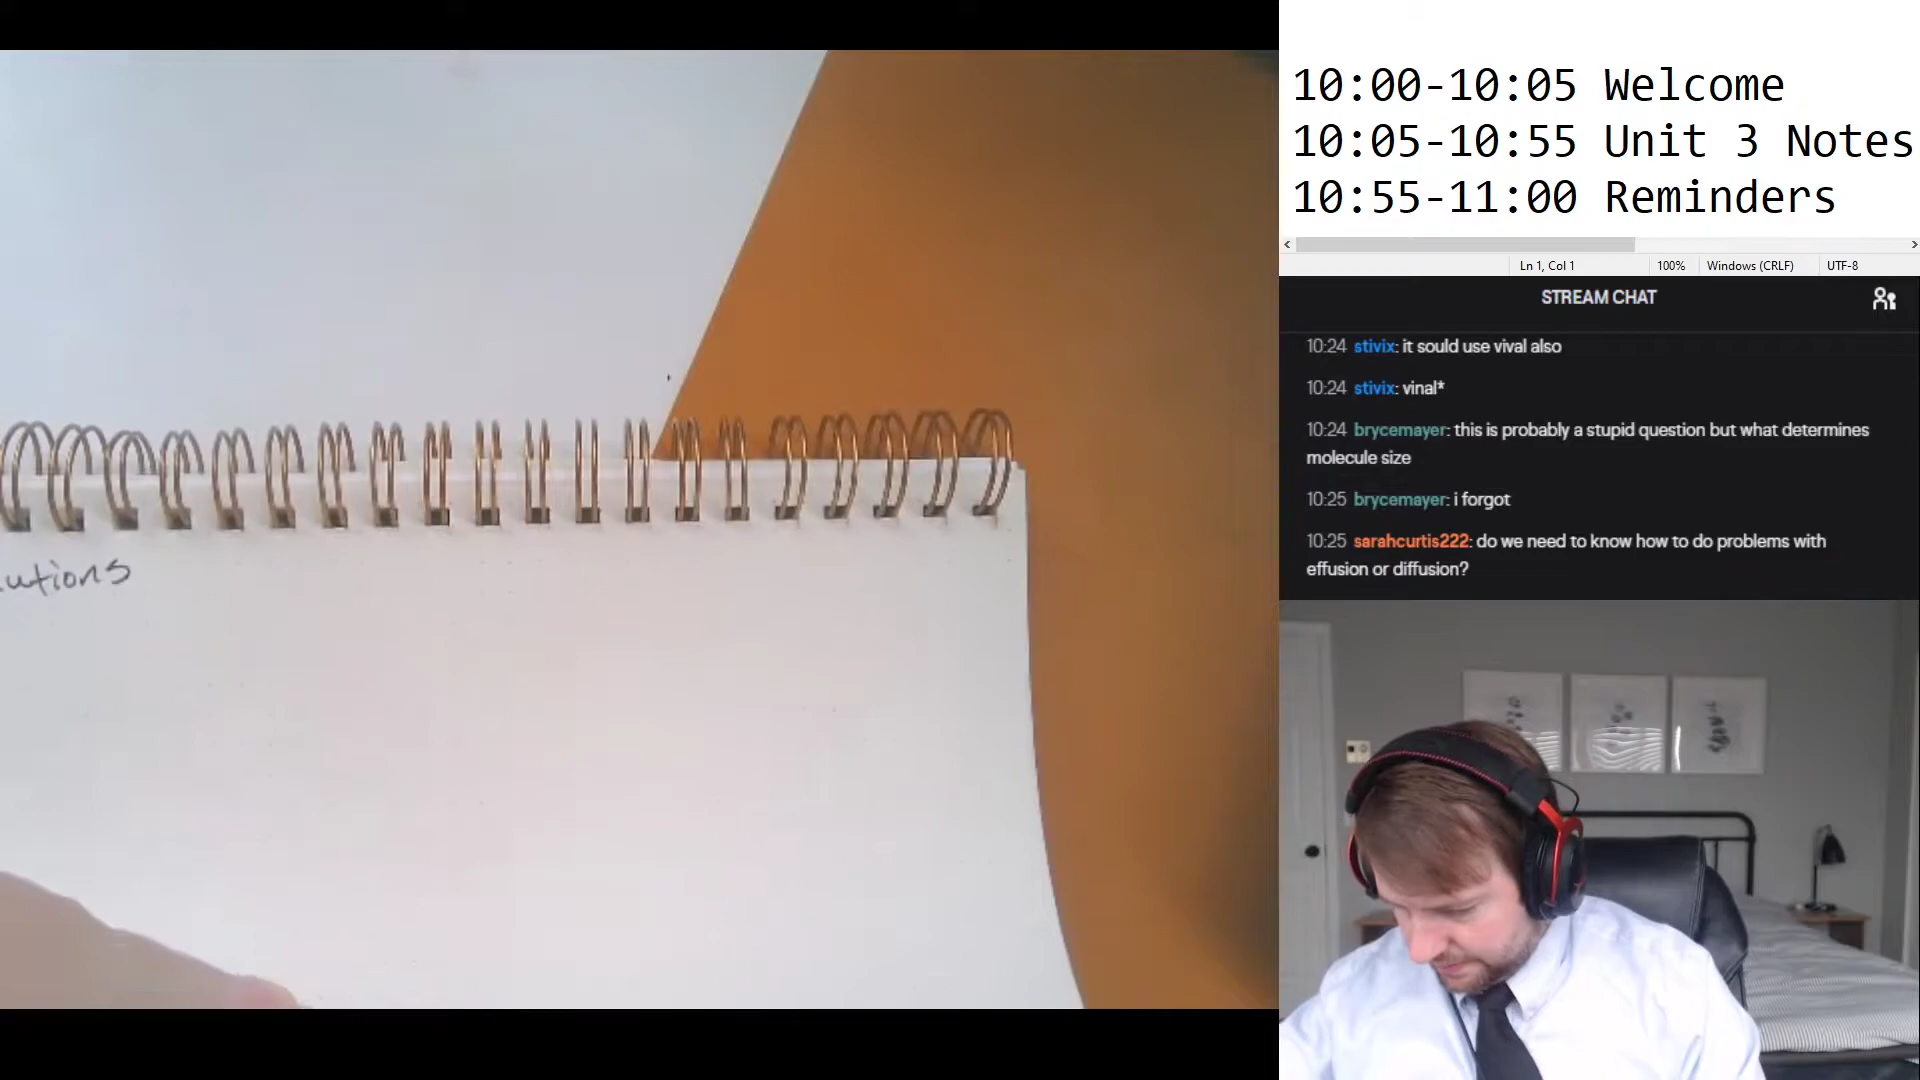 10:00-10:05 Welcome
10:05-10:55 Unit 3 Notes
10:55-11:00 Reminders
Ln 1, Col 1 100% Windows (CRLF) UTF-8
STREAM CHAT
10:24 stivix: it sould use vival also
10:24 stivix: vinal*
10:24 brycemayer: this is probably a stupid question but what determines
molecule size
10:25 brycemayer: i forgot
10:25 sarahcurtis222: do we need to know how to do problems with
effusion or diffusion?
utions